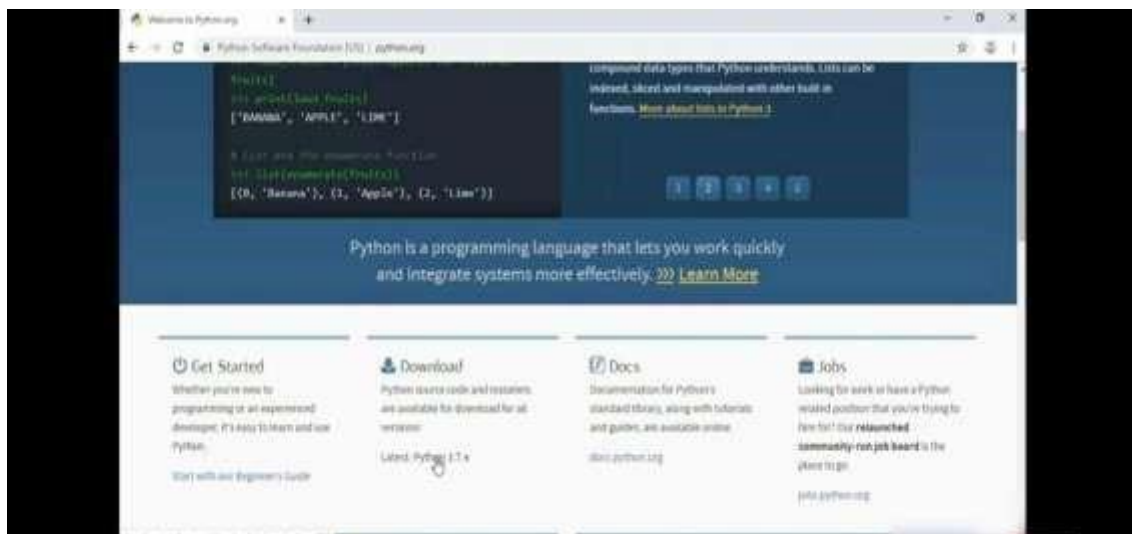 Welcome to Python.org
Python Software Foundation [US] | python.org
compound data types that Python understands. Lists can be
fruits]
indexed, sliced and manipulated with other built-in
>>> print(loud_fruits)
functions. More about lists in Python 3
['BANANA', 'APPLE', 'LIME']
# List and the enumerate function
>>> list(enumerate(fruits))
[(0, 'Banana'), (1, 'Apple'), (2, 'Lime')]
1 2 3 4 5
Python is a programming language that lets you work quickly
and integrate systems more effectively. >>> Learn More
Get Started
Whether you're new to
programming or an experienced
developer, it's easy to learn and use
Python.
Start with our Beginner's Guide
Download
Python source code and installers
are available for download for all
versions!
Latest: Python 3.7.4
Docs
Documentation for Python's
standard library, along with tutorials
and guides, are available online.
docs.python.org
Jobs
Looking for work or have a Python
related position that you're trying to
hire for? Our relaunched
community-run job board is the
place to go.
jobs.python.org